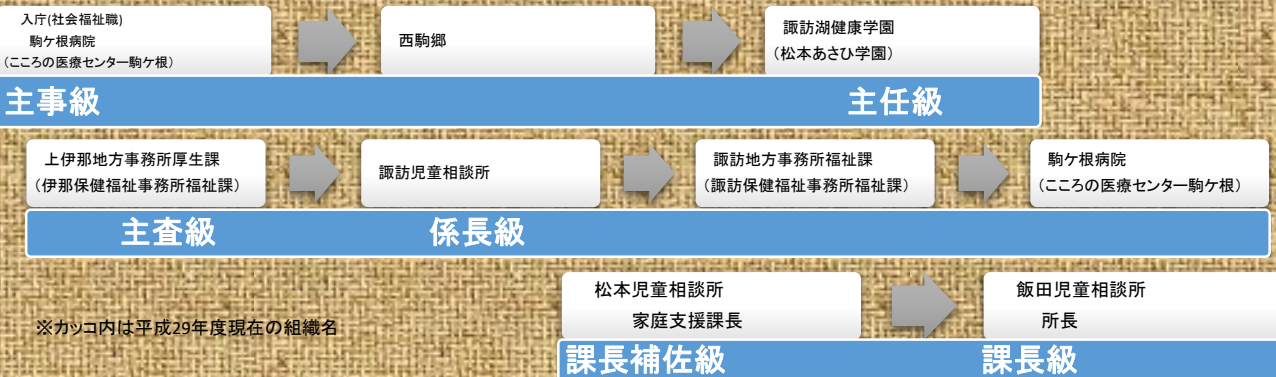 入庁(社会福祉職)
駒ケ根病院
(こころの医療センター駒ケ根)
西駒郷
諏訪湖健康学園
(松本あさひ学園)
主事級
主任級
上伊那地方事務所厚生課
(伊那保健福祉事務所福祉課)
諏訪児童相談所
諏訪地方事務所福祉課
(諏訪保健福祉事務所福祉課)
駒ケ根病院
(こころの医療センター駒ケ根)
主査級
係長級
松本児童相談所
家庭支援課長
飯田児童相談所
所長
※カッコ内は平成29年度現在の組織名
課長補佐級
課長級